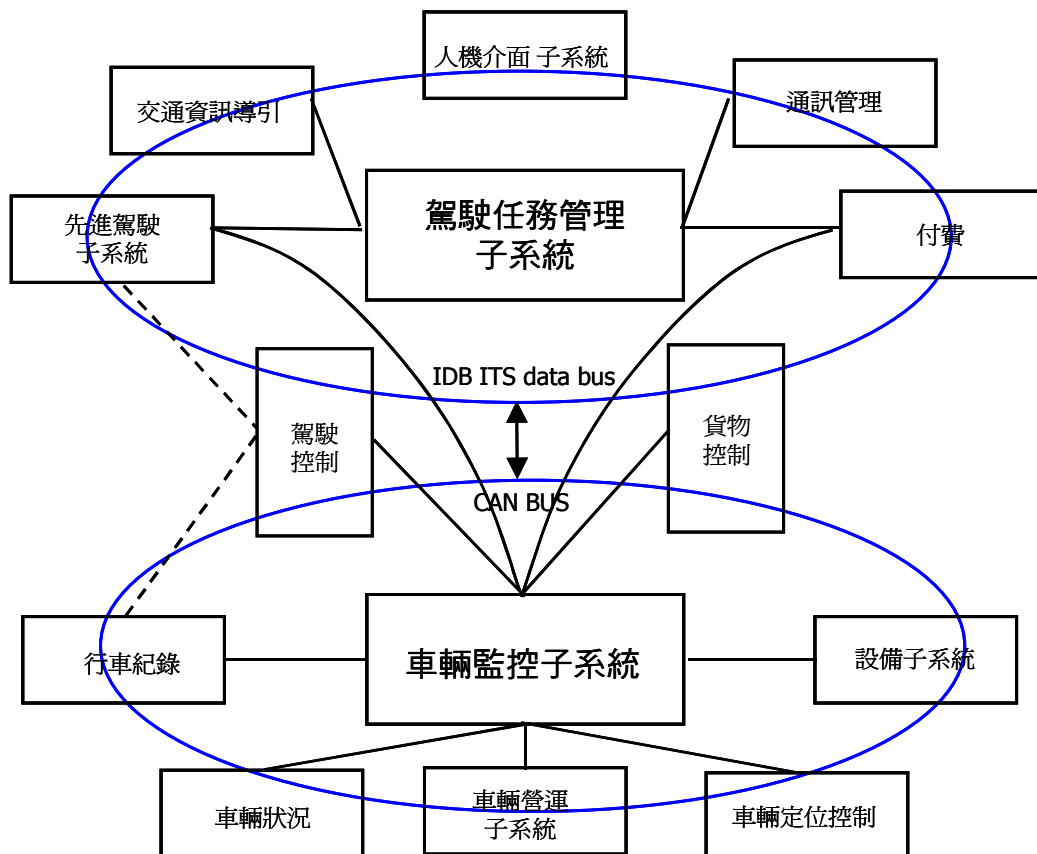 人機介面 子系統
交通資訊導引
通訊管理
先進駕駛
子系統
駕駛任務管理
子系統
付費
IDB ITS data bus
駕駛
控制
貨物
控制
CAN BUS
行車紀錄
車輛監控子系統
設備子系統
車輛狀況
車輛營運
子系統
車輛定位控制